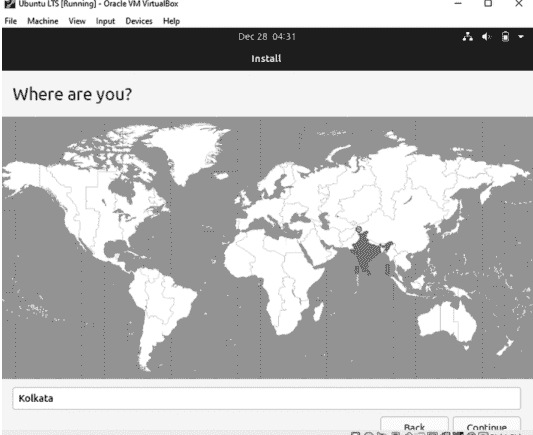 Ubuntu LTS [Running] - Oracle VM VirtualBox
File Machine View Input Devices Help
Dec 28 04:31
Install
Where are you?
Kolkata
Back Continue